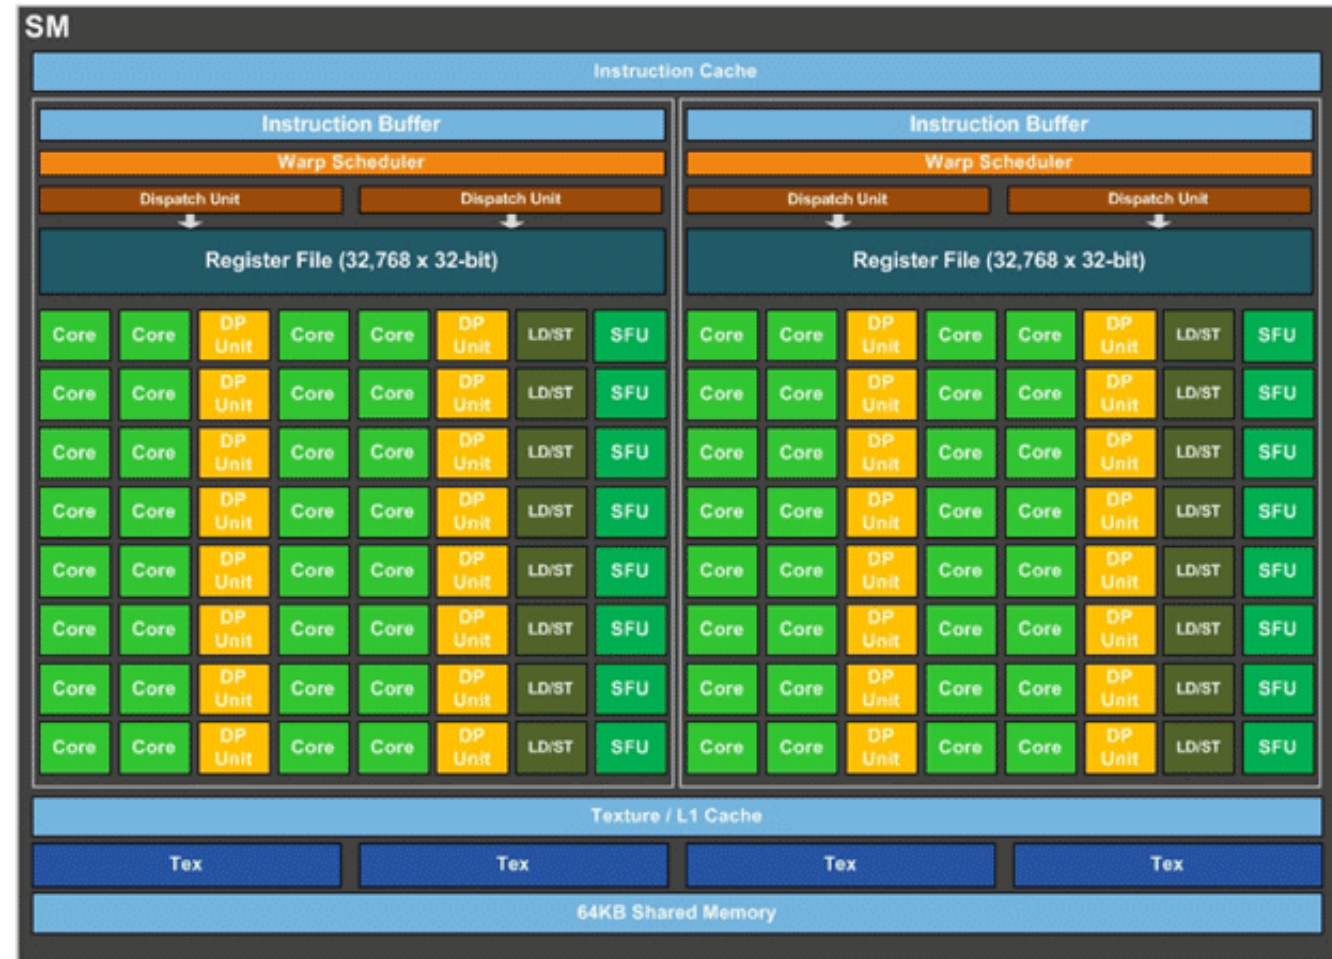 SM
Instruction Cache
Instruction Buffer Instruction Buffer
Warp Scheduler Warp Scheduler
Dispatch Unit Dispatch Unit Dispatch Unit Dispatch Unit
Register File (32,768 x 32-bit) Register File (32,768 x 32-bit)
Core Core DP Unit Core Core DP Unit LD/ST SFU Core Core DP Unit Core Core DP Unit LD/ST SFU
Core Core DP Unit Core Core DP Unit LD/ST SFU Core Core DP Unit Core Core DP Unit LD/ST SFU
Core Core DP Unit Core Core DP Unit LD/ST SFU Core Core DP Unit Core Core DP Unit LD/ST SFU
Core Core DP Unit Core Core DP Unit LD/ST SFU Core Core DP Unit Core Core DP Unit LD/ST SFU
Core Core DP Unit Core Core DP Unit LD/ST SFU Core Core DP Unit Core Core DP Unit LD/ST SFU
Core Core DP Unit Core Core DP Unit LD/ST SFU Core Core DP Unit Core Core DP Unit LD/ST SFU
Core Core DP Unit Core Core DP Unit LD/ST SFU Core Core DP Unit Core Core DP Unit LD/ST SFU
Core Core DP Unit Core Core DP Unit LD/ST SFU Core Core DP Unit Core Core DP Unit LD/ST SFU
Texture / L1 Cache
Tex Tex Tex Tex
64KB Shared Memory